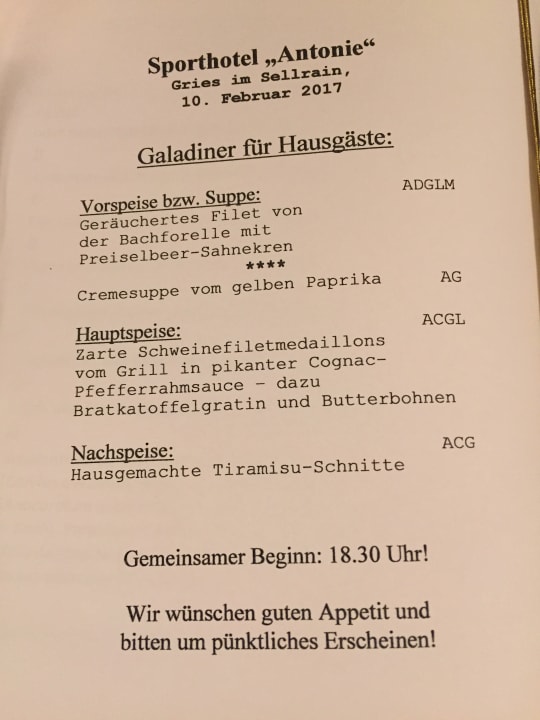 Sporthotel „Antonie“
Gries im Sellrain,
10. Februar 2017
Galadiner für Hausgäste:
Vorspeise bzw. Suppe: ADGLM
Geräuchertes Filet von
der Bachforelle mit
Preiselbeer-Sahnekren
****
Cremesuppe vom gelben Paprika AG
Hauptspeise: ACGL
Zarte Schweinefiletmedaillons
vom Grill in pikanter Cognac-
Pfefferrahmsauce – dazu
Bratkatoffelgratin und Butterbohnen
Nachspeise: ACG
Hausgemachte Tiramisu-Schnitte
Gemeinsamer Beginn: 18.30 Uhr!
Wir wünschen guten Appetit und
bitten um pünktliches Erscheinen!